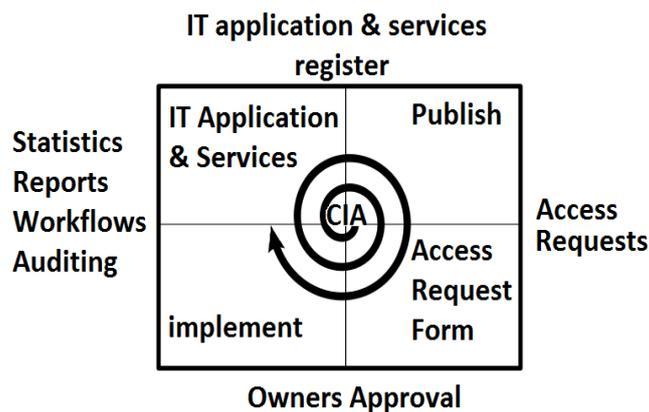 IT application & services
register
IT Application
& Services
Publish
Statistics
Reports
Workflows
Auditing
CIA
Access
Requests
Access
Request
Form
implement
Owners Approval